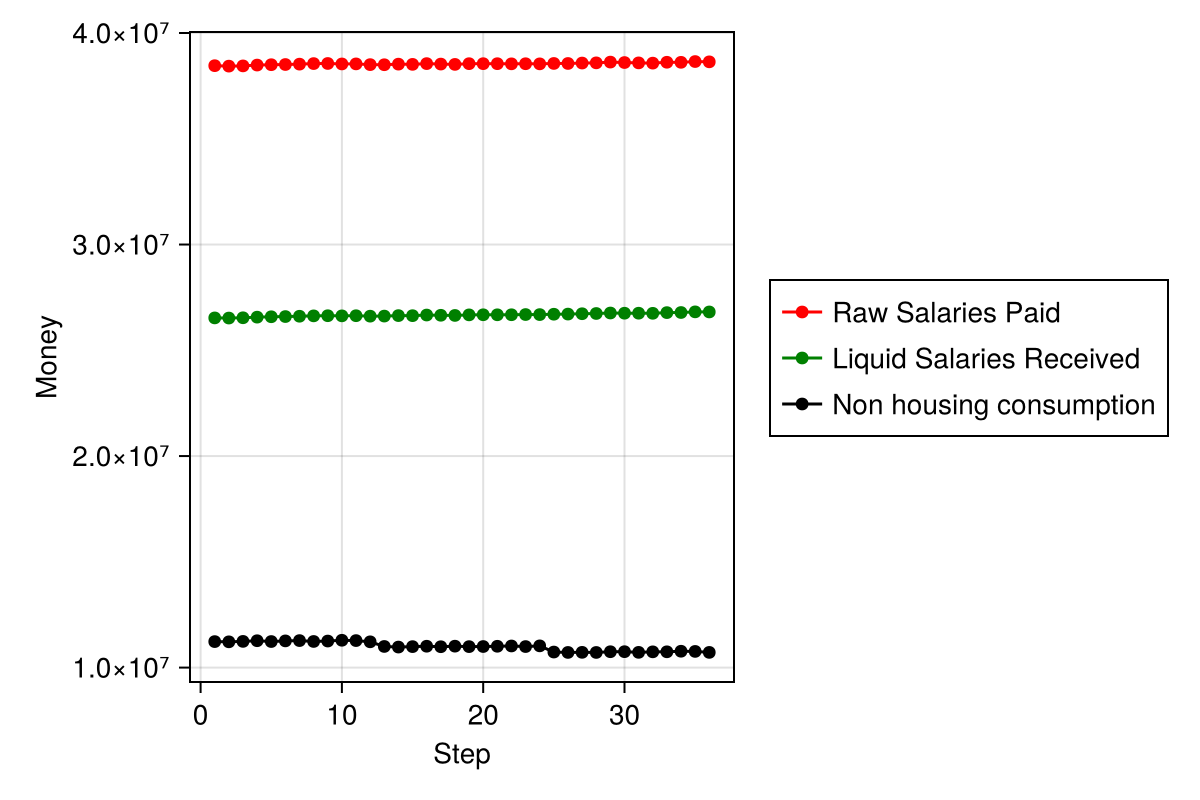 4.0×10⁷
3.0×10⁷
2.0×10⁷
1.0×10⁷
Money
0 10 20 30
Step
Raw Salaries Paid
Liquid Salaries Received
Non housing consumption